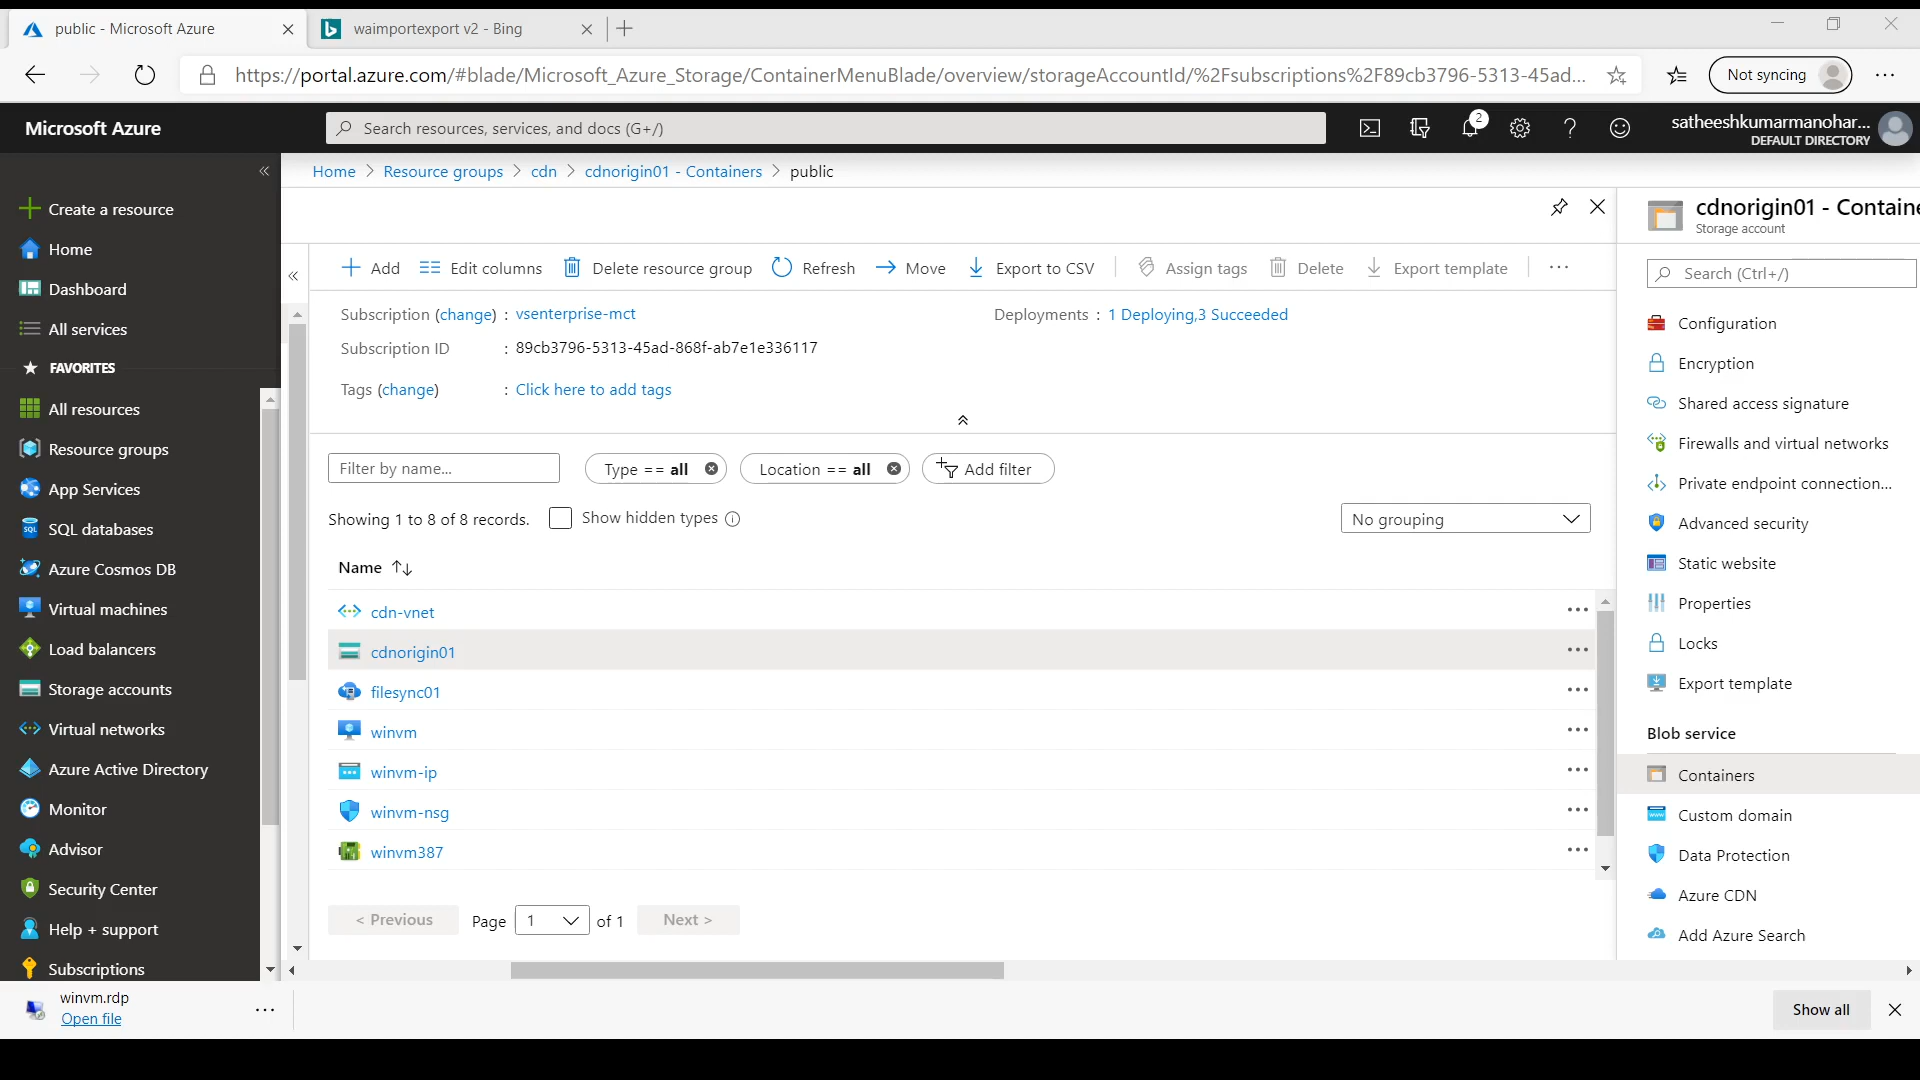 public - Microsoft Azure
waimportexport v2 - Bing
https://portal.azure.com/#blade/Microsoft_Azure_Storage/ContainerMenuBlade/overview/storageAccountId/%2Fsubscriptions%2F89cb3796-5313-45ad...
Not syncing
Microsoft Azure
Search resources, services, and docs (G+/)
2
satheeshkumarmanohar...
DEFAULT DIRECTORY
Home > Resource groups > cdn > cdnorigin01 - Containers > public
Create a resource
Home
Dashboard
All services
FAVORITES
All resources
Resource groups
App Services
SQL databases
Azure Cosmos DB
Virtual machines
Load balancers
Storage accounts
Virtual networks
Azure Active Directory
Monitor
Advisor
Security Center
Help + support
Subscriptions
Add
Edit columns
Delete resource group
Refresh
Move
Export to CSV
Assign tags
Delete
Export template
Subscription (change) : vsenterprise-mct
Deployments : 1 Deploying,3 Succeeded
Subscription ID : 89cb3796-5313-45ad-868f-ab7e1e336117
Tags (change) : Click here to add tags
Filter by name...
Type == all
Location == all
Add filter
Showing 1 to 8 of 8 records.
Show hidden types
No grouping
Name
cdn-vnet
cdnorigin01
filesync01
winvm
winvm-ip
winvm-nsg
winvm387
< Previous
Page 1 of 1
Next >
cdnorigin01 - Containe
Storage account
Search (Ctrl+/)
Configuration
Encryption
Shared access signature
Firewalls and virtual networks
Private endpoint connection...
Advanced security
Static website
Properties
Locks
Export template
Blob service
Containers
Custom domain
Data Protection
Azure CDN
Add Azure Search
winvm.rdp
Open file
Show all